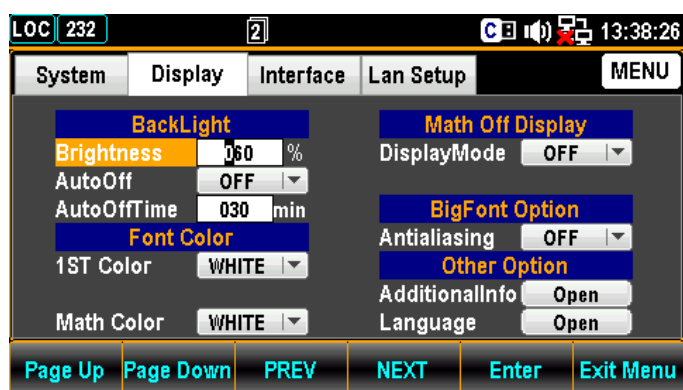 LOC 232 2 C 13:38:26
System Display Interface Lan Setup MENU
BackLight
Brightness 060 %
AutoOff OFF
AutoOffTime 030 min
Font Color
1ST Color WHITE
Math Color WHITE
Math Off Display
DisplayMode OFF
BigFont Option
Antialiasing OFF
Other Option
AdditionalInfo Open
Language Open
Page Up Page Down PREV NEXT Enter Exit Menu